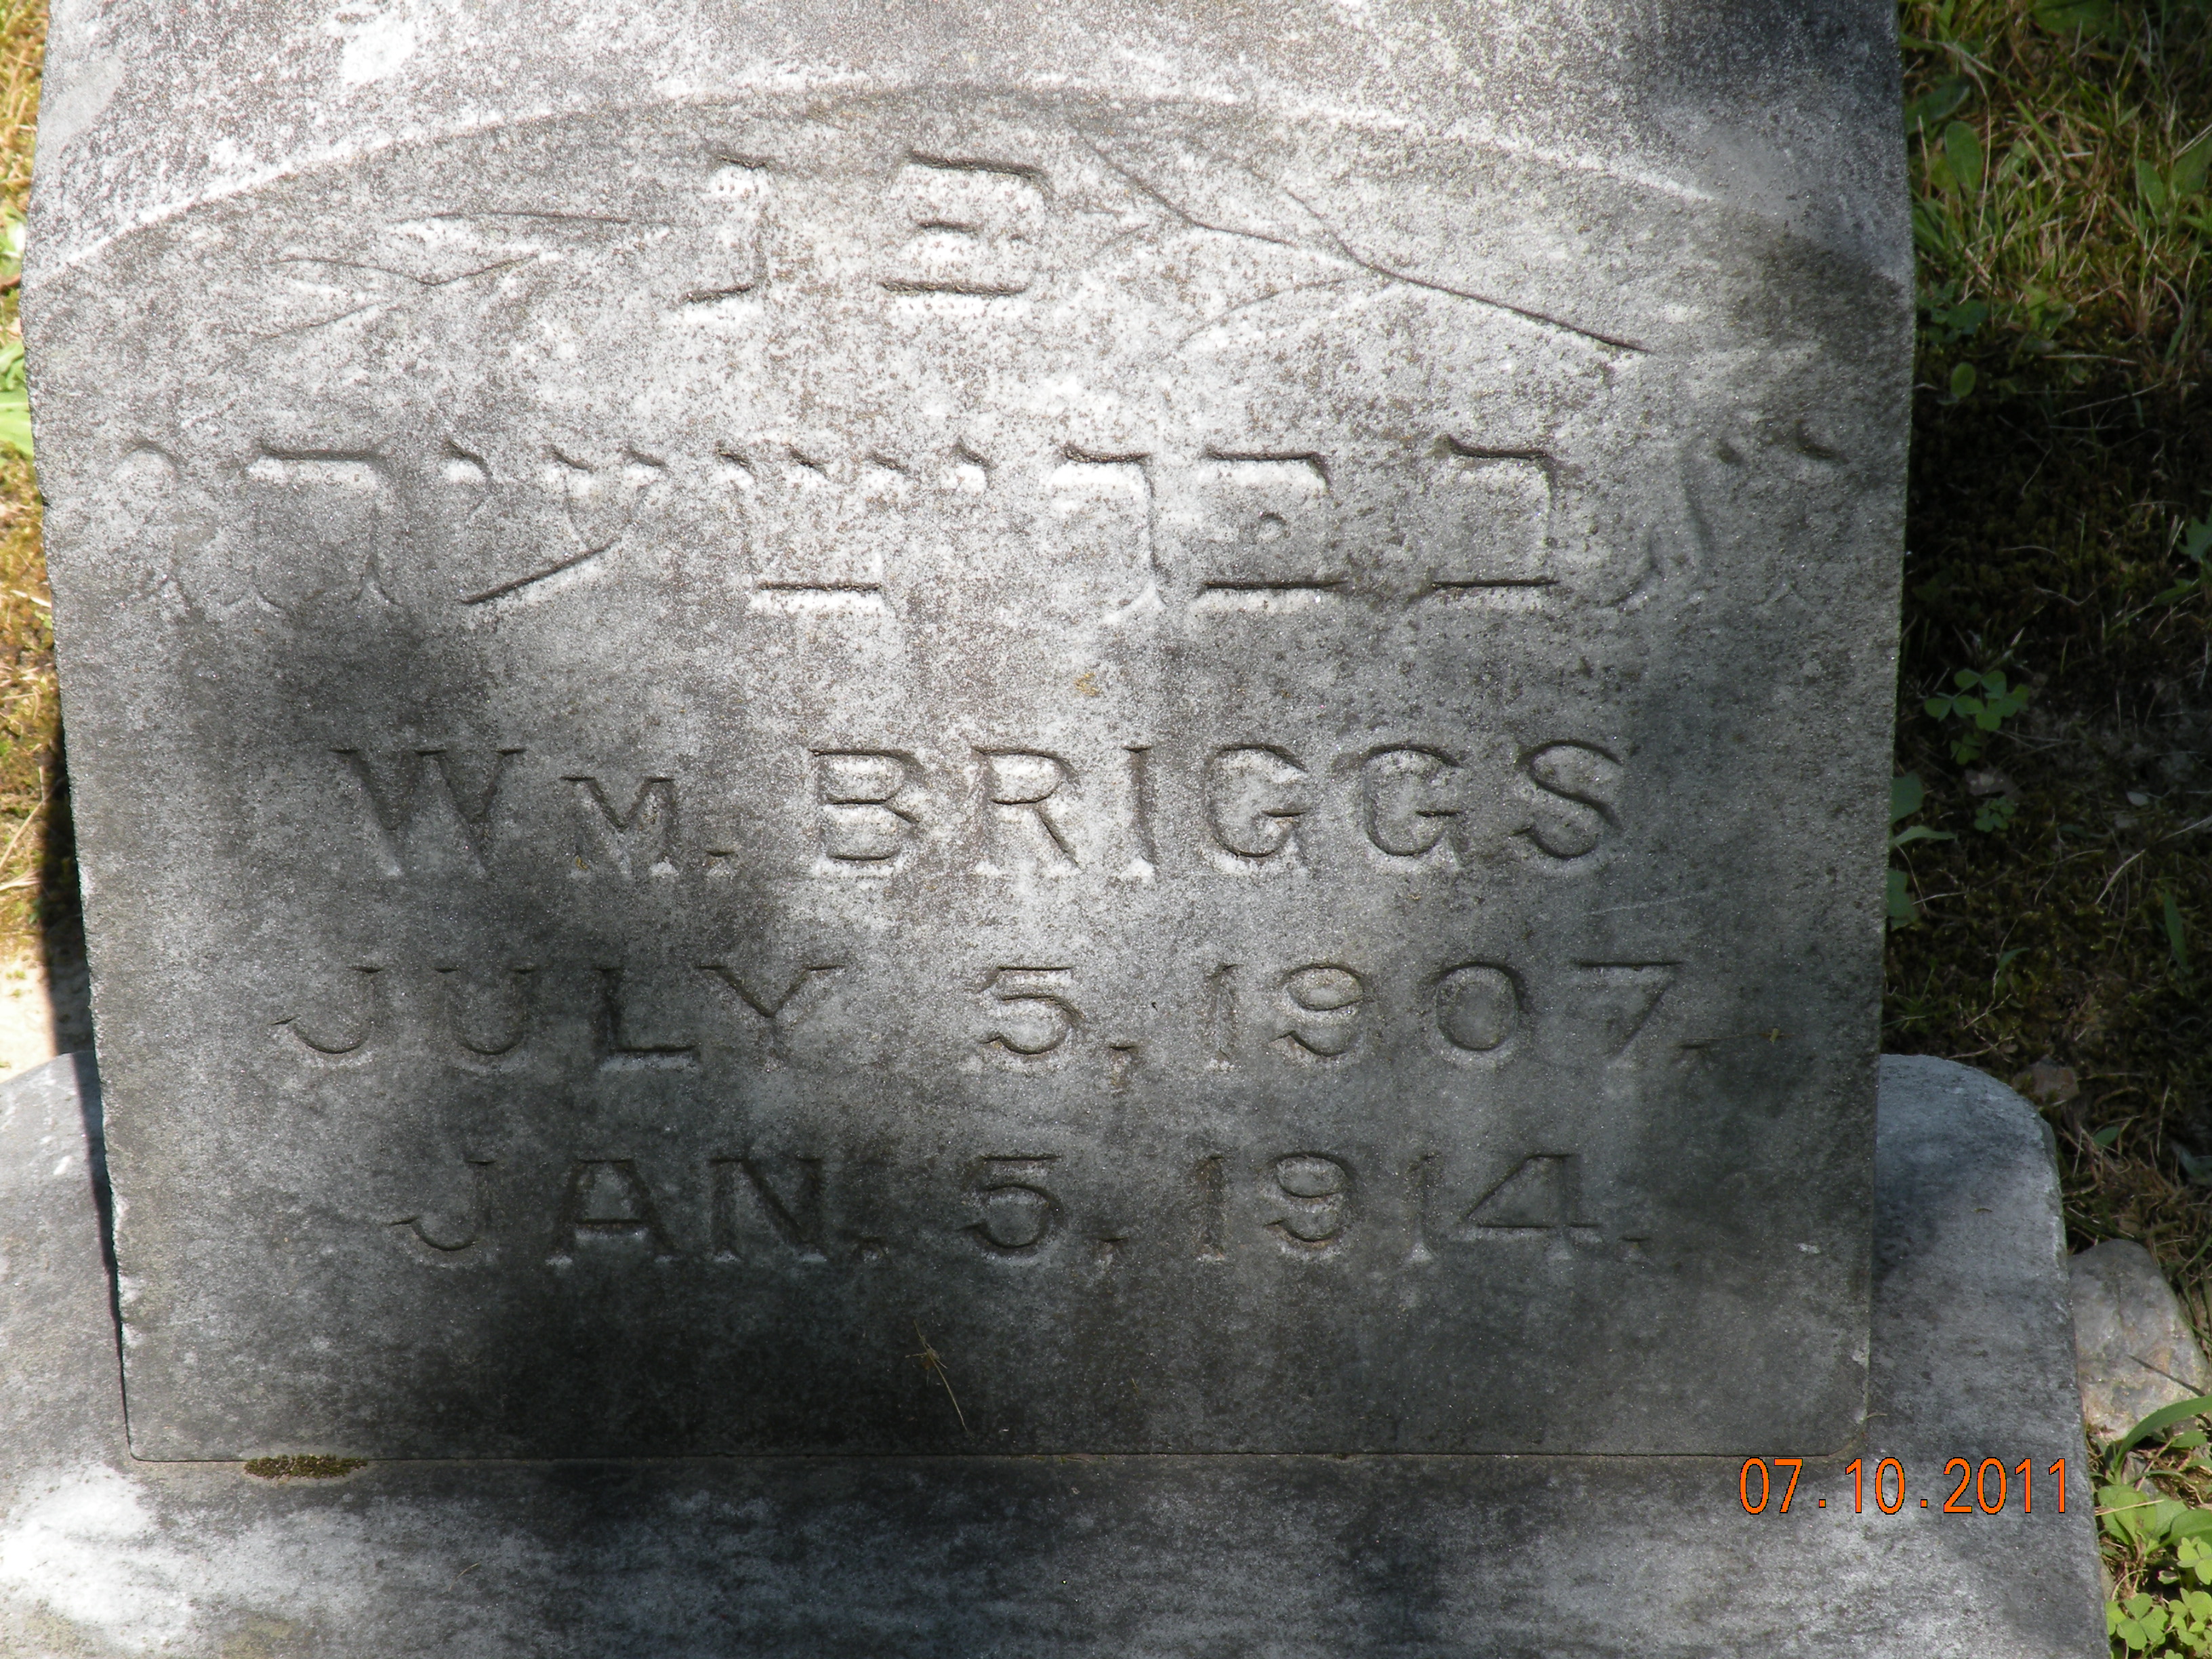 פ נ
WM. BRIGGS
JULY 5, 1907.
JAN. 5, 1914.
07.10.2011